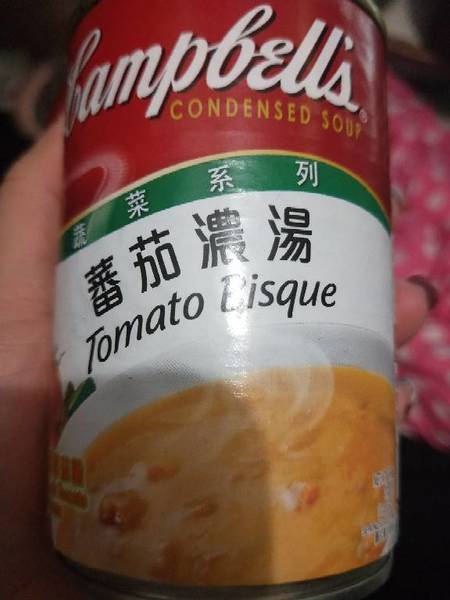 Campbell's
CONDENSED SOUP
蔬菜系列
蕃茄濃湯
Tomato Bisque